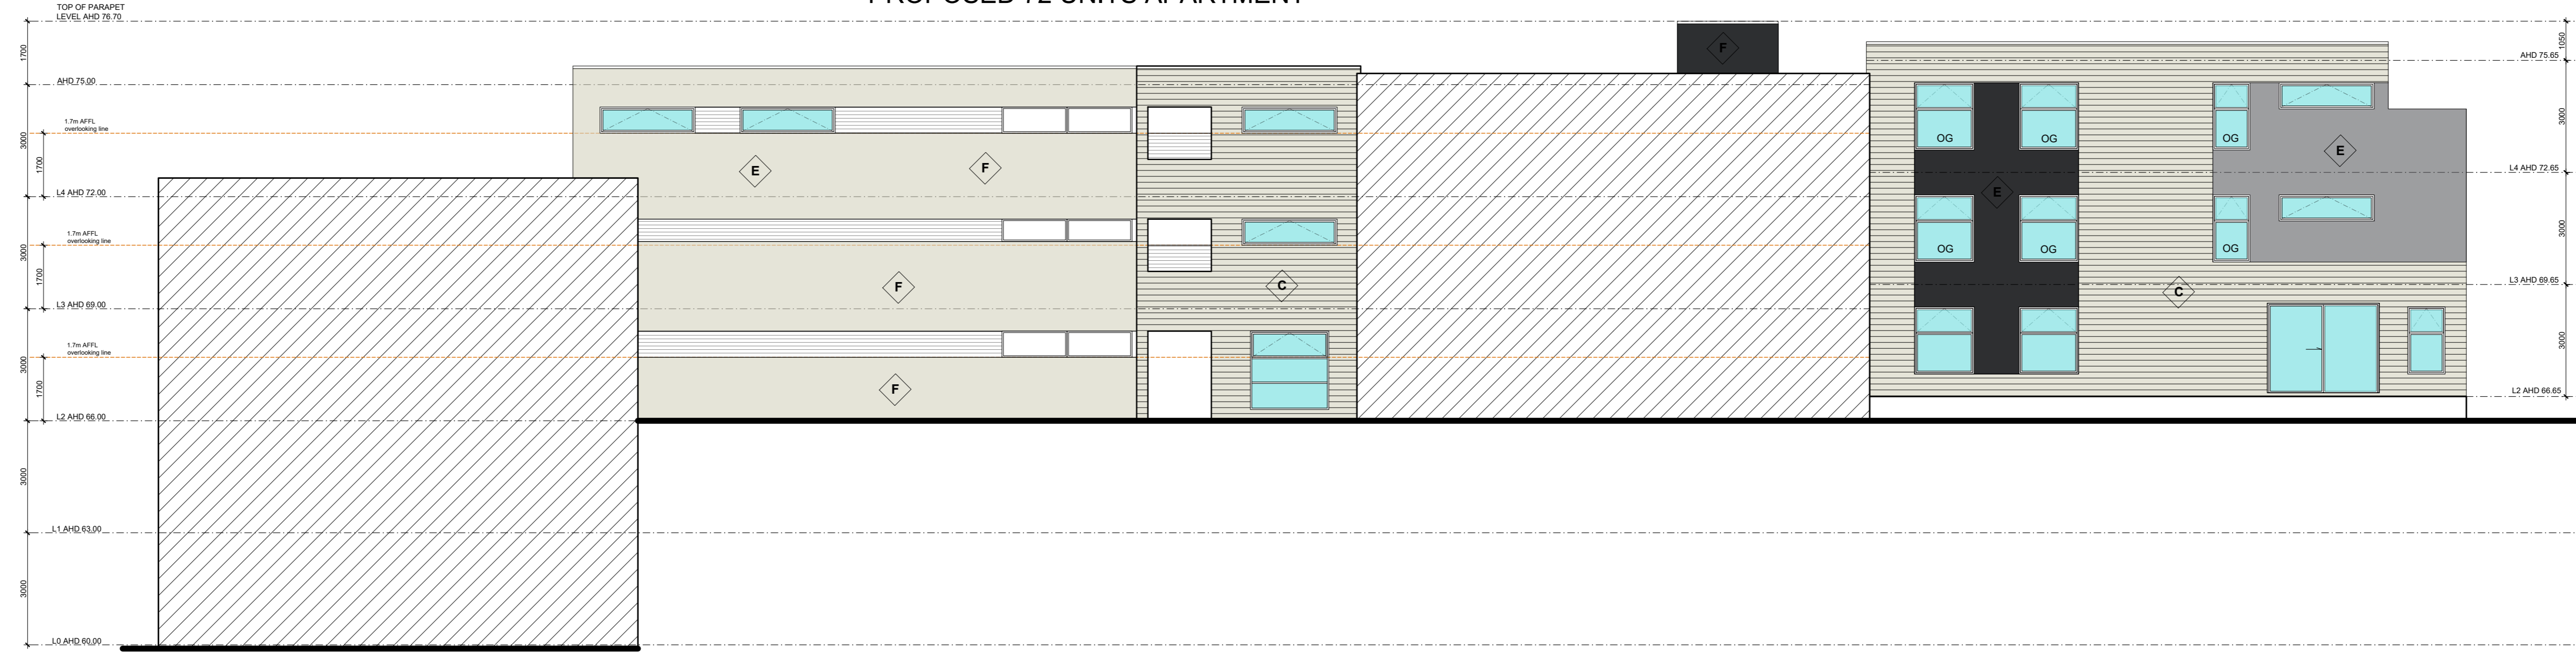 PROPOSED 72 UNITS APARTMENT
TOP OF PARAPET
LEVEL AHD 76.70
1700
AHD 75.00
1.7m AFFL
overlooking line
3000
1700
L4 AHD 72.00
1.7m AFFL
overlooking line
3000
1700
L3 AHD 69.00
1.7m AFFL
overlooking line
3000
1700
L2 AHD 66.00
3000
L1 AHD 63.00
3000
L0 AHD 60.00
E
F
F
F
C
F
OG
OG
OG
E
E
OG
OG
OG
C
1050
AHD 75.65
3000
L4 AHD 72.65
3000
L3 AHD 69.65
3000
L2 AHD 66.65